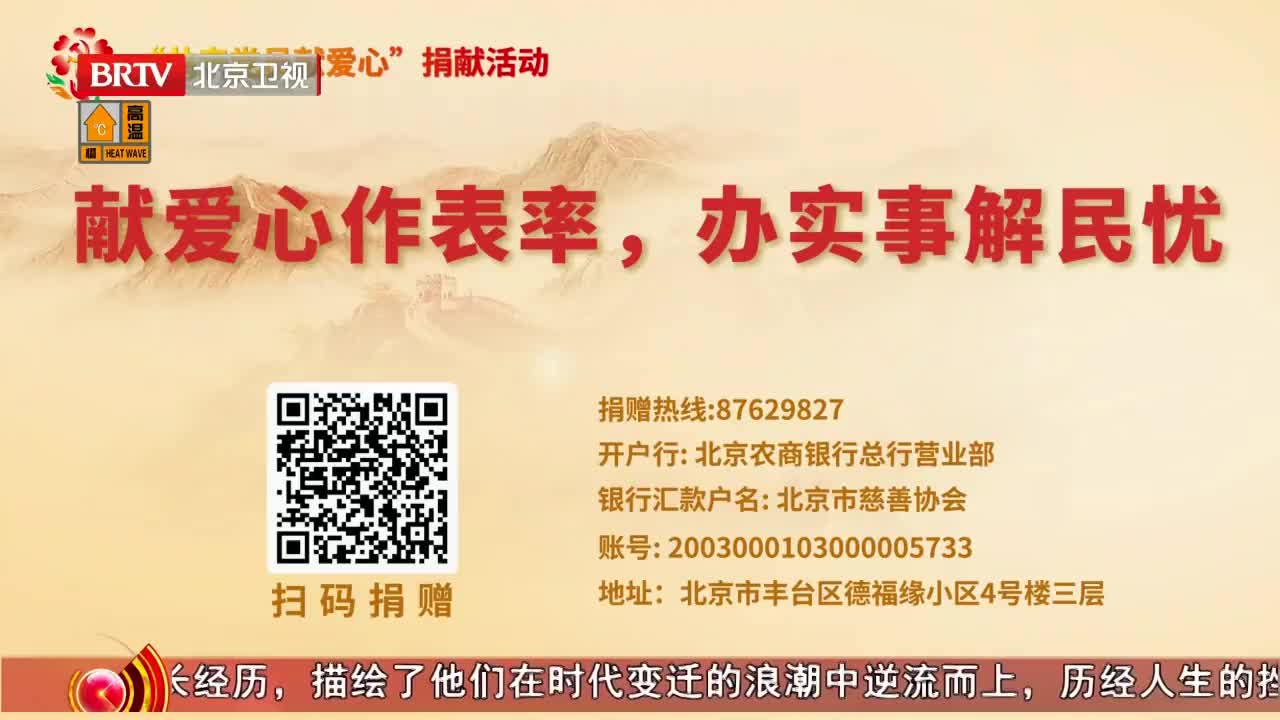 爱心”捐献活动
BRTV 北京卫视
℃ 高温
橙 HEAT WAVE
献爱心作表率，办实事解民忧
捐赠热线:87629827
开户行: 北京农商银行总行营业部
银行汇款户名: 北京市慈善协会
账号: 2003000103000005733
地址：北京市丰台区德福缘小区4号楼三层
扫码捐赠
长经历，描绘了他们在时代变迁的浪潮中逆流而上，历经人生的